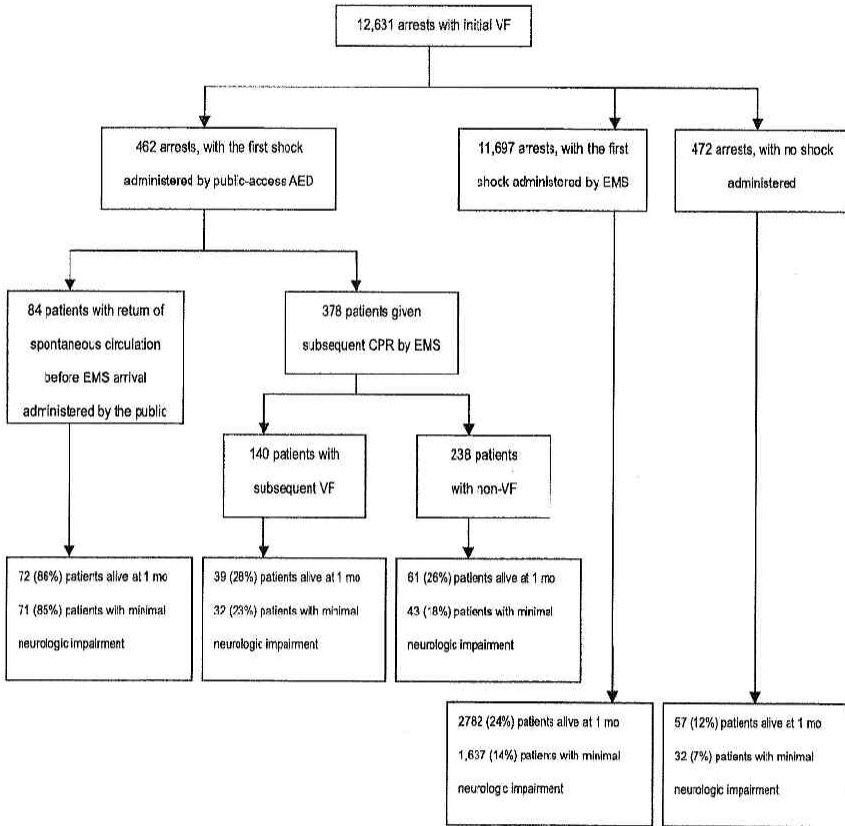 12,631 arrests with initial VF
462 arrests, with the first shock
administered by public-access AED
11,697 arrests, with the first
shock administered by EMS
472 arrests, with no shock
administered
84 patients with return of
spontaneous circulation
before EMS arrival
administered by the public
378 patients given
subsequent CPR by EMS
140 patients with
subsequent VF
238 patients
with non-VF
72 (86%) patients alive at 1 mo
71 (85%) patients with minimal
neurologic impairment
39 (28%) patients alive at 1 mo
32 (23%) patients with minimal
neurologic impairment
61 (26%) patients alive at 1 mo
43 (18%) patients with minimal
neurologic impairment
2782 (24%) patients alive at 1 mo
1,637 (14%) patients with minimal
neurologic impairment
57 (12%) patients alive at 1 mo
32 (7%) patients with minimal
neurologic impairment